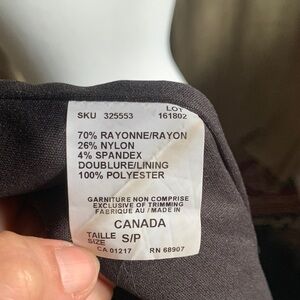 LOT
SKU 325553 161802
70% RAYONNE/RAYON
26% NYLON
4% SPANDEX
DOUBLURE/LINING
100% POLYESTER
GARNITURE NON COMPRISE
EXCLUSIVE OF TRIMMING
FABRIQUE AU / MADE IN
CANADA
TAILLE
SIZE S/P
CA 01217 RN 68907